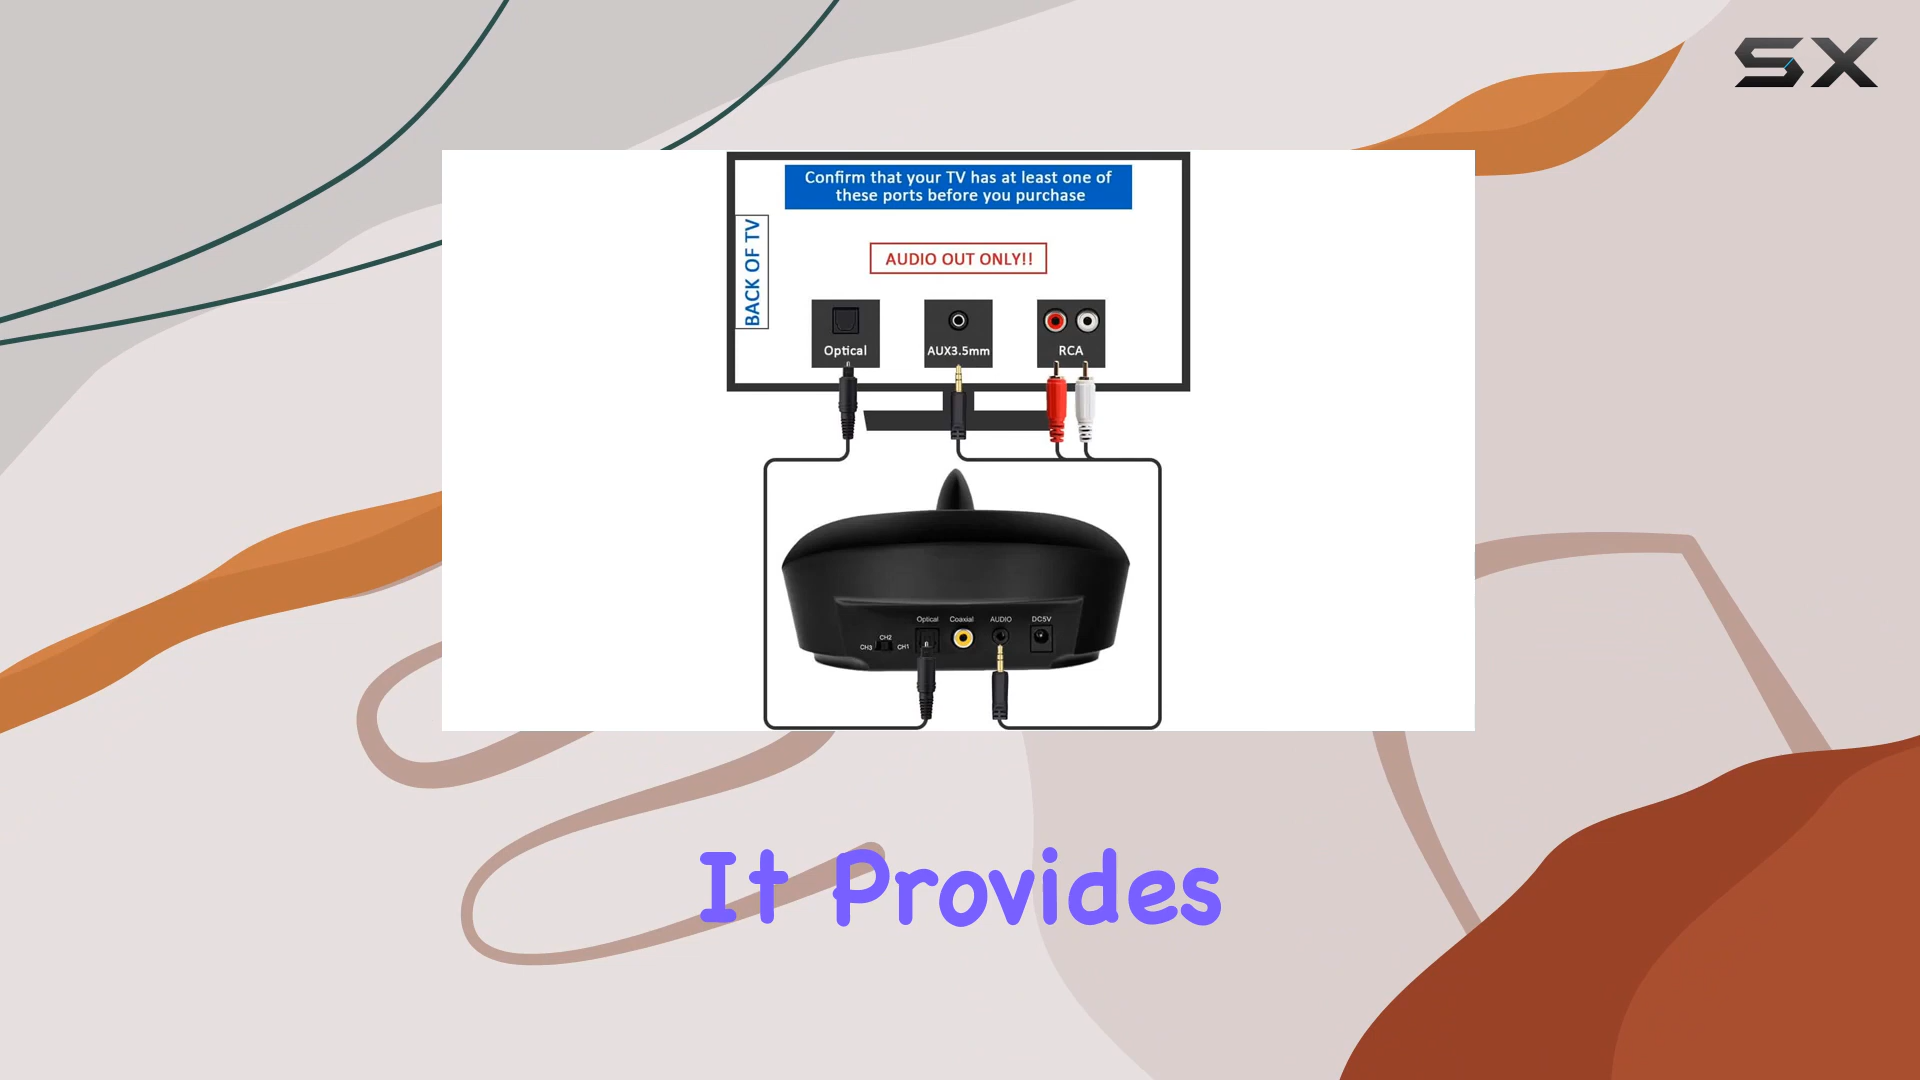 SX
Confirm that your TV has at least one of
these ports before you purchase
BACK OF TV
AUDIO OUT ONLY!!
Optical
AUX3.5mm
RCA
Optical
Coaxial
AUDIO
DC5V
CH2
CH3
CH1
It Provides